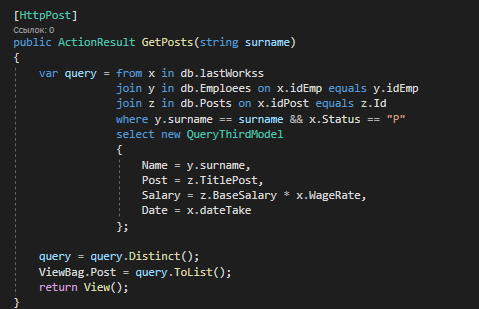 [HttpPost]
Ссылок: 0
public ActionResult GetPosts(string surname)
{
var query = from x in db.lastWorkss
join y in db.Emploees on x.idEmp equals y.idEmp
join z in db.Posts on x.idPost equals z.Id
where y.surname == surname && x.Status == "P"
select new QueryThirdModel
{
Name = y.surname,
Post = z.TitlePost,
Salary = z.BaseSalary * x.WageRate,
Date = x.dateTake
};
query = query.Distinct();
ViewBag.Post = query.ToList();
return View();
}